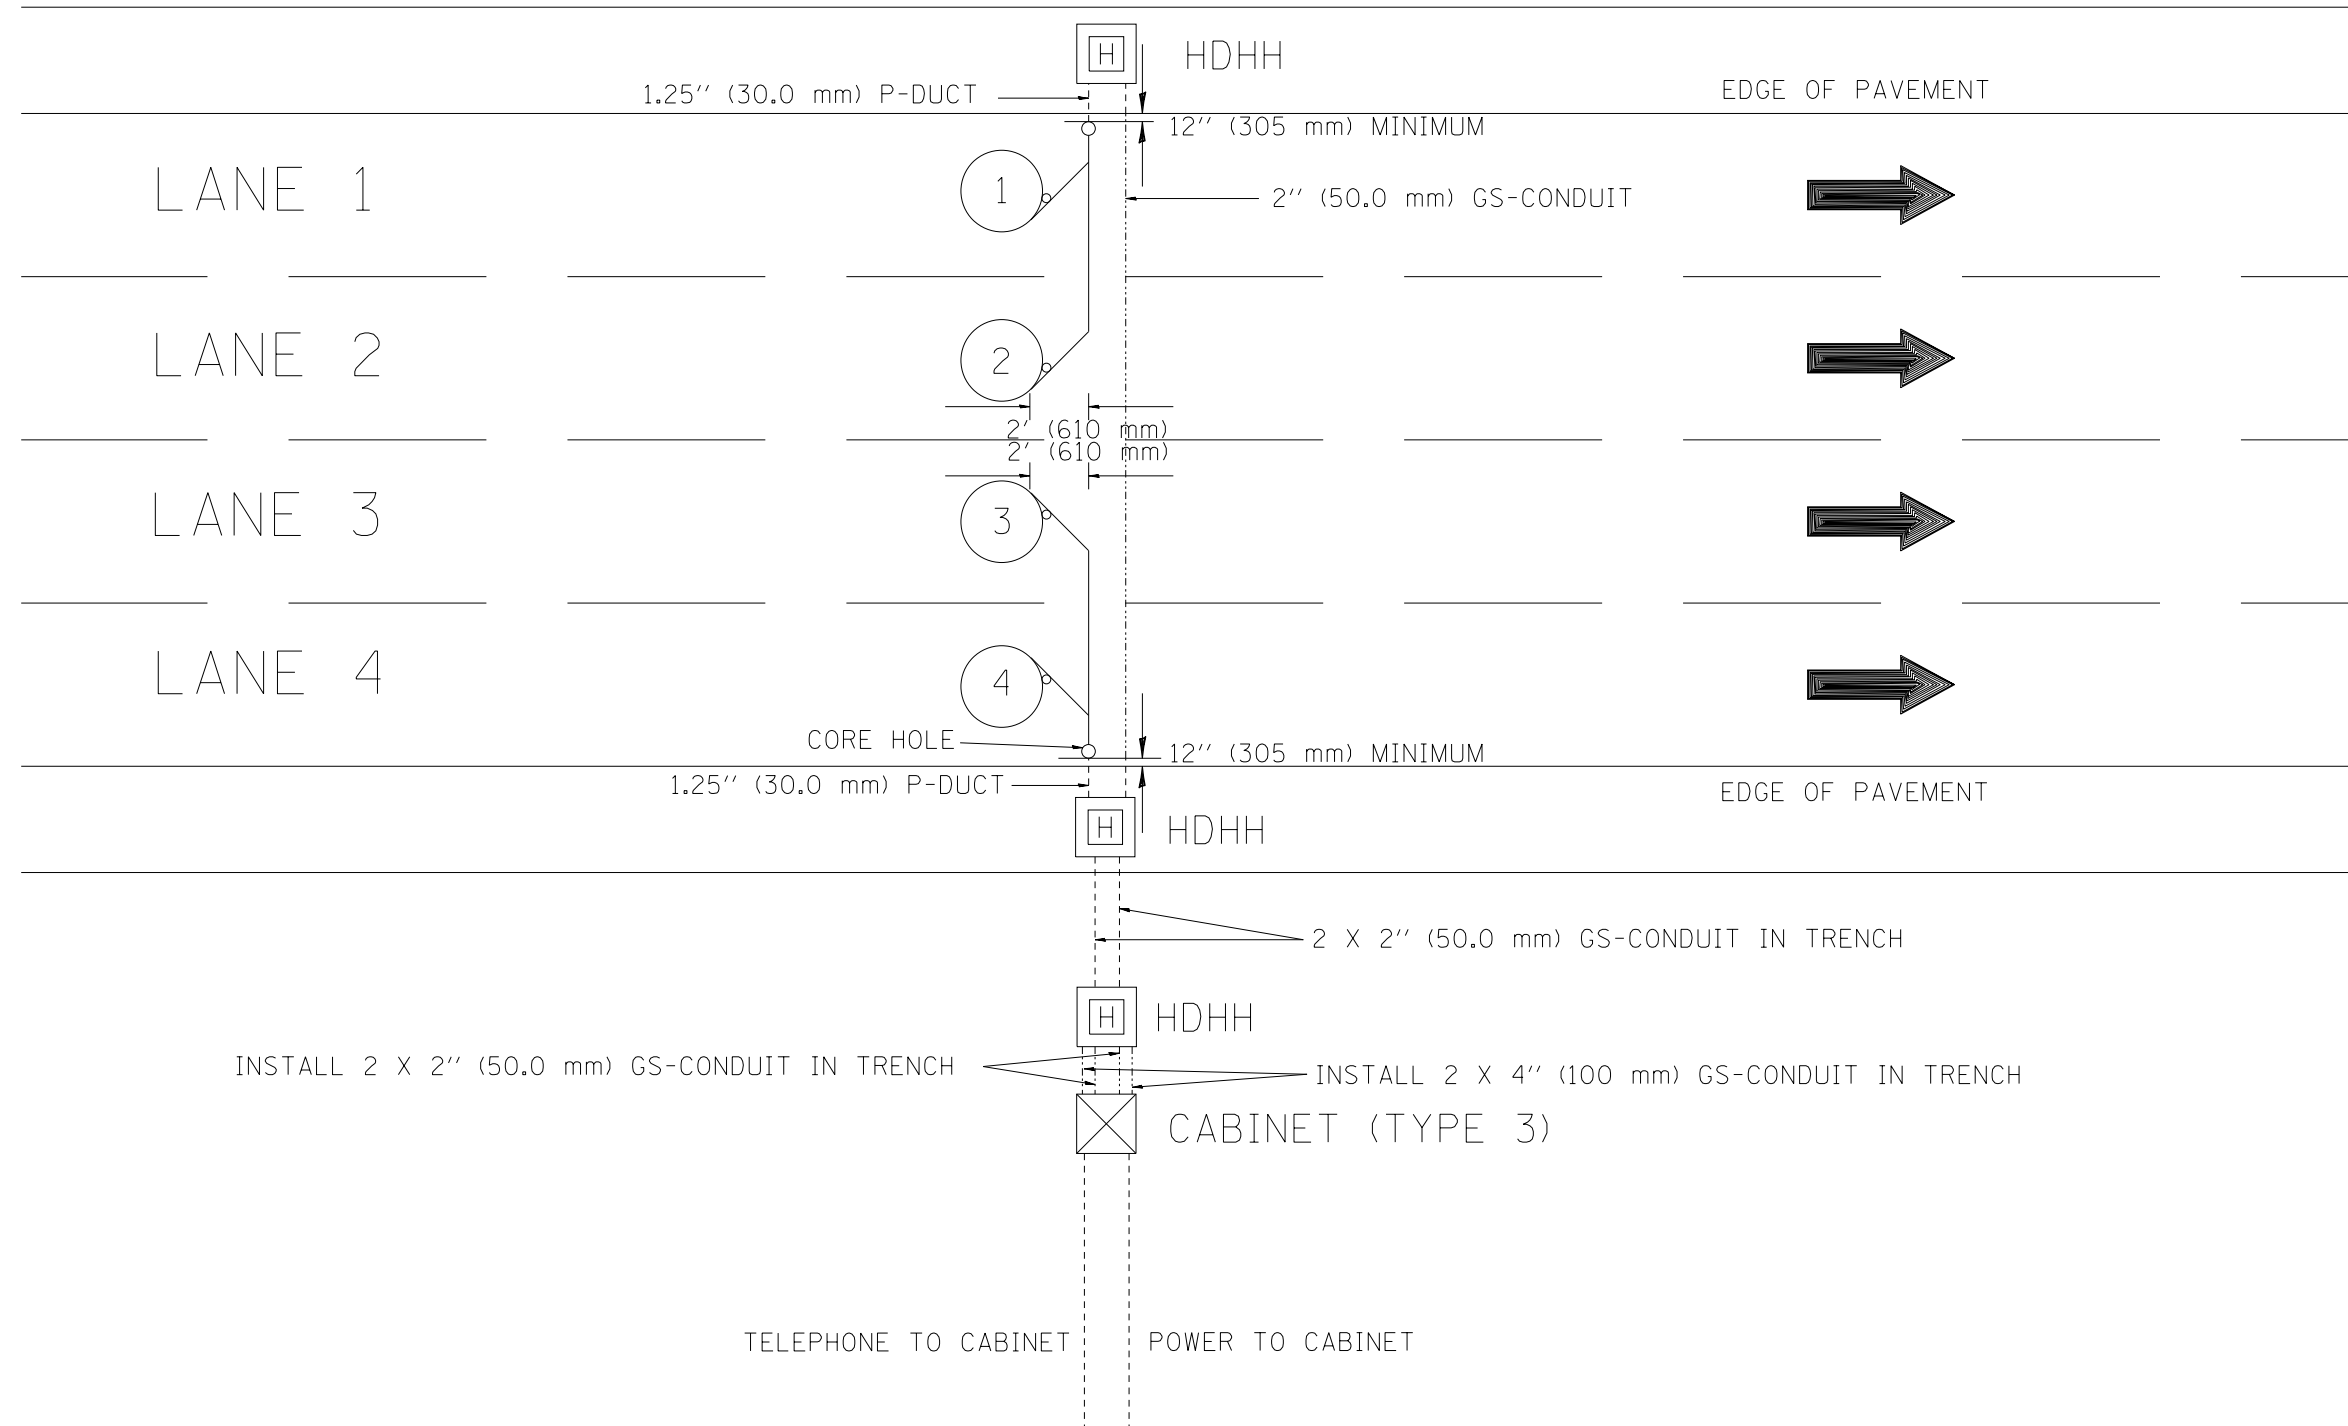 H HDHH
1.25'' (30.0 mm) P-DUCT
EDGE OF PAVEMENT
12'' (305 mm) MINIMUM
LANE 1
1
2'' (50.0 mm) GS-CONDUIT
LANE 2
2
2' (610 mm)
2' (610 mm)
LANE 3
3
LANE 4
4
CORE HOLE
12'' (305 mm) MINIMUM
1.25'' (30.0 mm) P-DUCT
EDGE OF PAVEMENT
H HDHH
2 X 2'' (50.0 mm) GS-CONDUIT IN TRENCH
H HDHH
INSTALL 2 X 2'' (50.0 mm) GS-CONDUIT IN TRENCH
INSTALL 2 X 4'' (100 mm) GS-CONDUIT IN TRENCH
CABINET (TYPE 3)
TELEPHONE TO CABINET
POWER TO CABINET